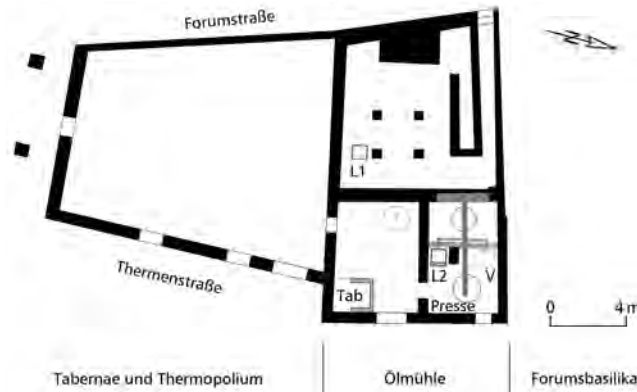 Forumstraße
N
L1
Thermenstraße
Tab
L2
V
Presse
0 4 m
Tabernae und Thermopolium
Ölmühle
Forumsbasilika